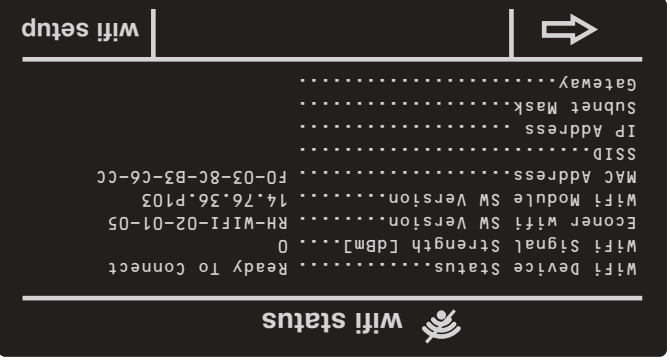 wifi status
WiFi Device Status............. Ready To Connect
WiFi Signal Strength [dBm].... 0
Econer wifi SW Version......... RH-WIFI-02-01-05
WiFi Module SW Version......... 14.76.36.P103
MAC Address.................... F0-03-8C-B3-C6-CC
SSID...........................
IP Address ....................
Subnet Mask....................
Gateway........................
wifi setup